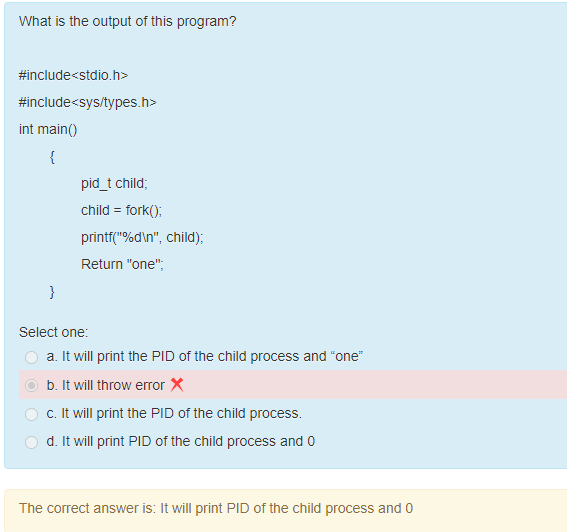 What is the output of this program?
#include<stdio.h>
#include<sys/types.h>
int main()
{
pid_t child;
child = fork();
printf("%d\n", child);
Return "one";
}
Select one:
a. It will print the PID of the child process and “one”
b. It will throw error
c. It will print the PID of the child process.
d. It will print PID of the child process and 0
The correct answer is: It will print PID of the child process and 0